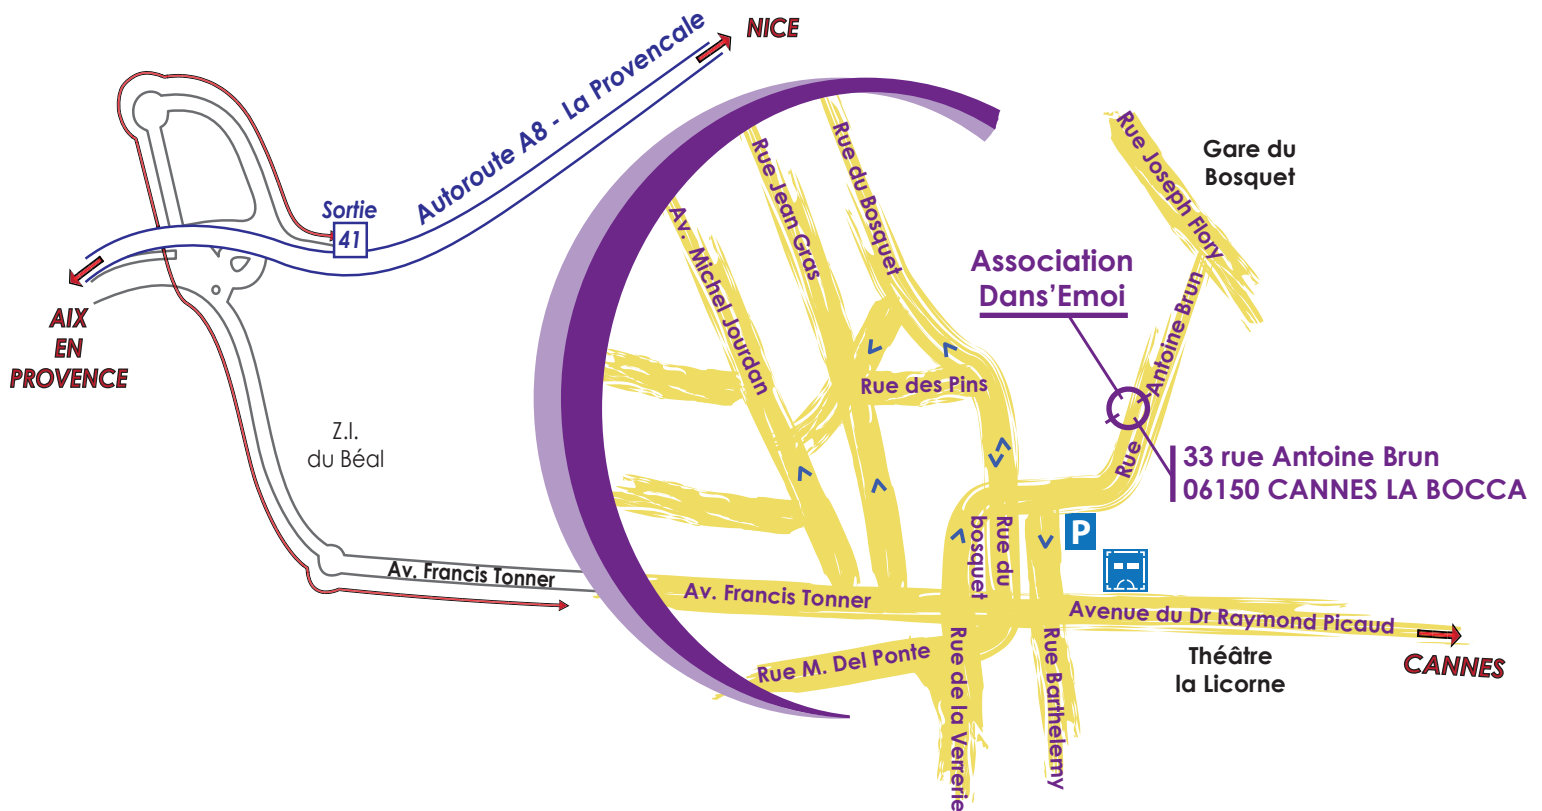 NICE
Autoroute A8 - La Provencale
Sortie
41
AIX
EN
PROVENCE
Z.I.
du Béal
Av. Francis Tonner
Av. Michel Jourdan
Rue Jean Gras
Rue du Bosquet
Rue Joseph Flory
Gare du
Bosquet
Association
Dans'Emoi
Rue Antoine Brun
Rue des Pins
33 rue Antoine Brun
06150 CANNES LA BOCCA
P
Rue du
bosquet
Av. Francis Tonner
Avenue du Dr Raymond Picaud
Rue M. Del Ponte
Rue de la Verrerie
Rue Barthelemy
Théâtre
la Licorne
CANNES